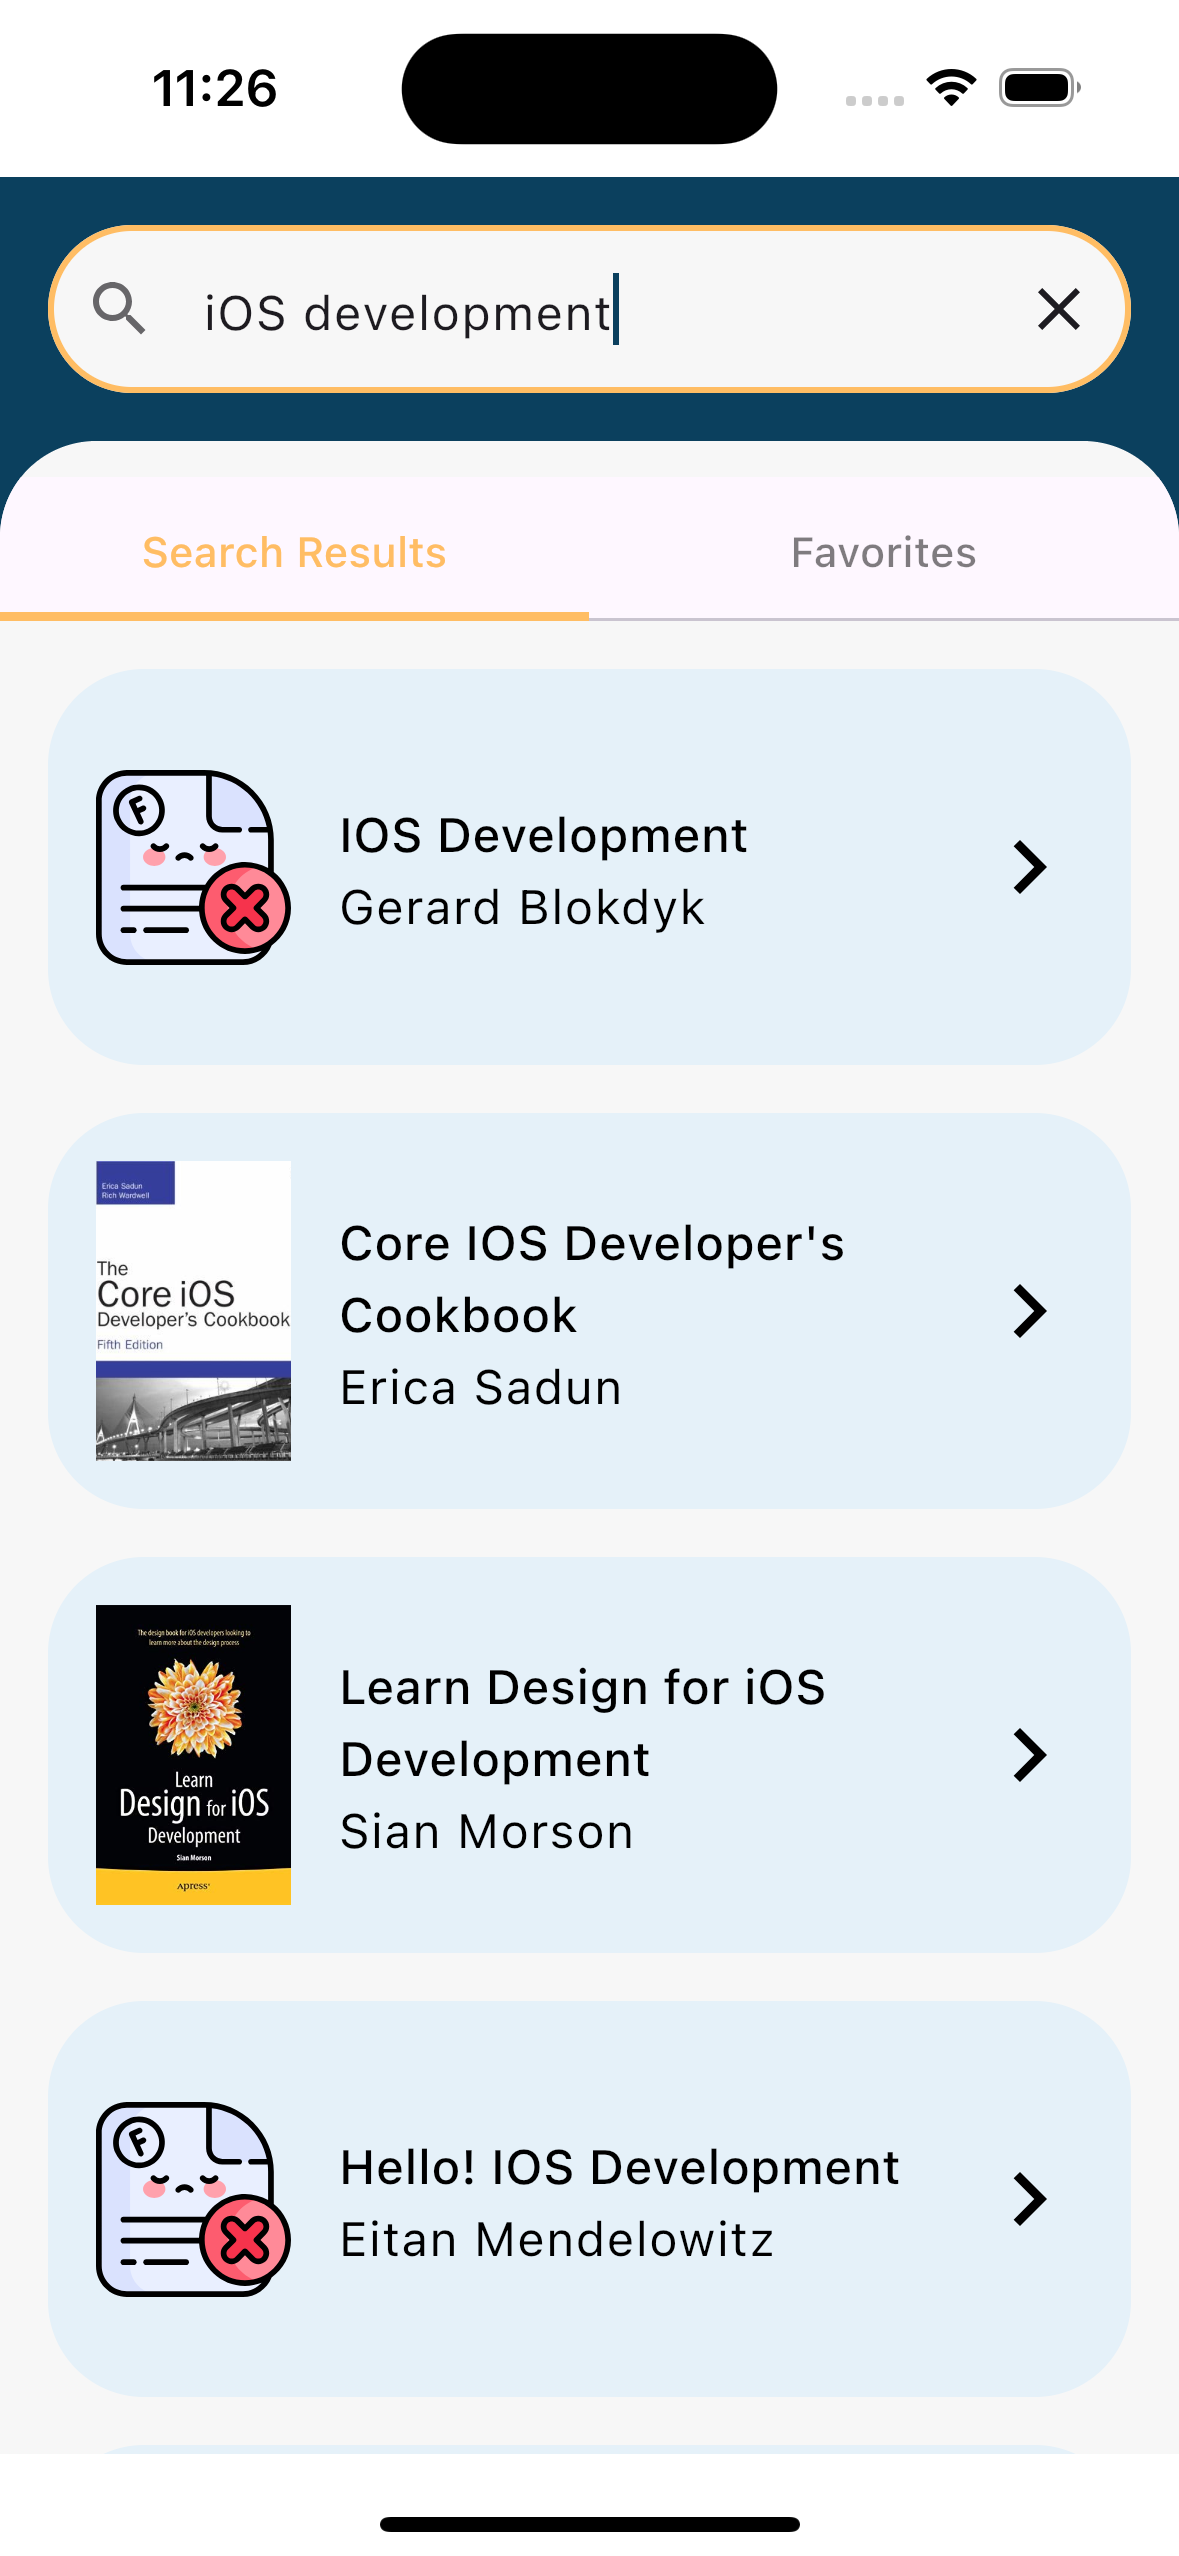 11:26
iOS development
Search Results
Favorites
F
IOS Development
Gerard Blokdyk
Erica Sadun
Rich Wardwell
The
Core iOS
Developer's Cookbook
Fifth Edition
Core IOS Developer's
Cookbook
Erica Sadun
The design book for iOS developers looking to
learn more about the design process
Learn
Design for iOS
Development
Sian Morson
Apress®
Learn Design for iOS
Development
Sian Morson
F
Hello! IOS Development
Eitan Mendelowitz